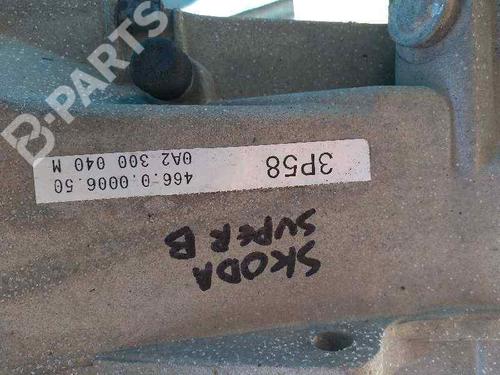 B-PARTS
3P58
466.0.0006.50
0A2 300 040 M
SKODA
SUPER B